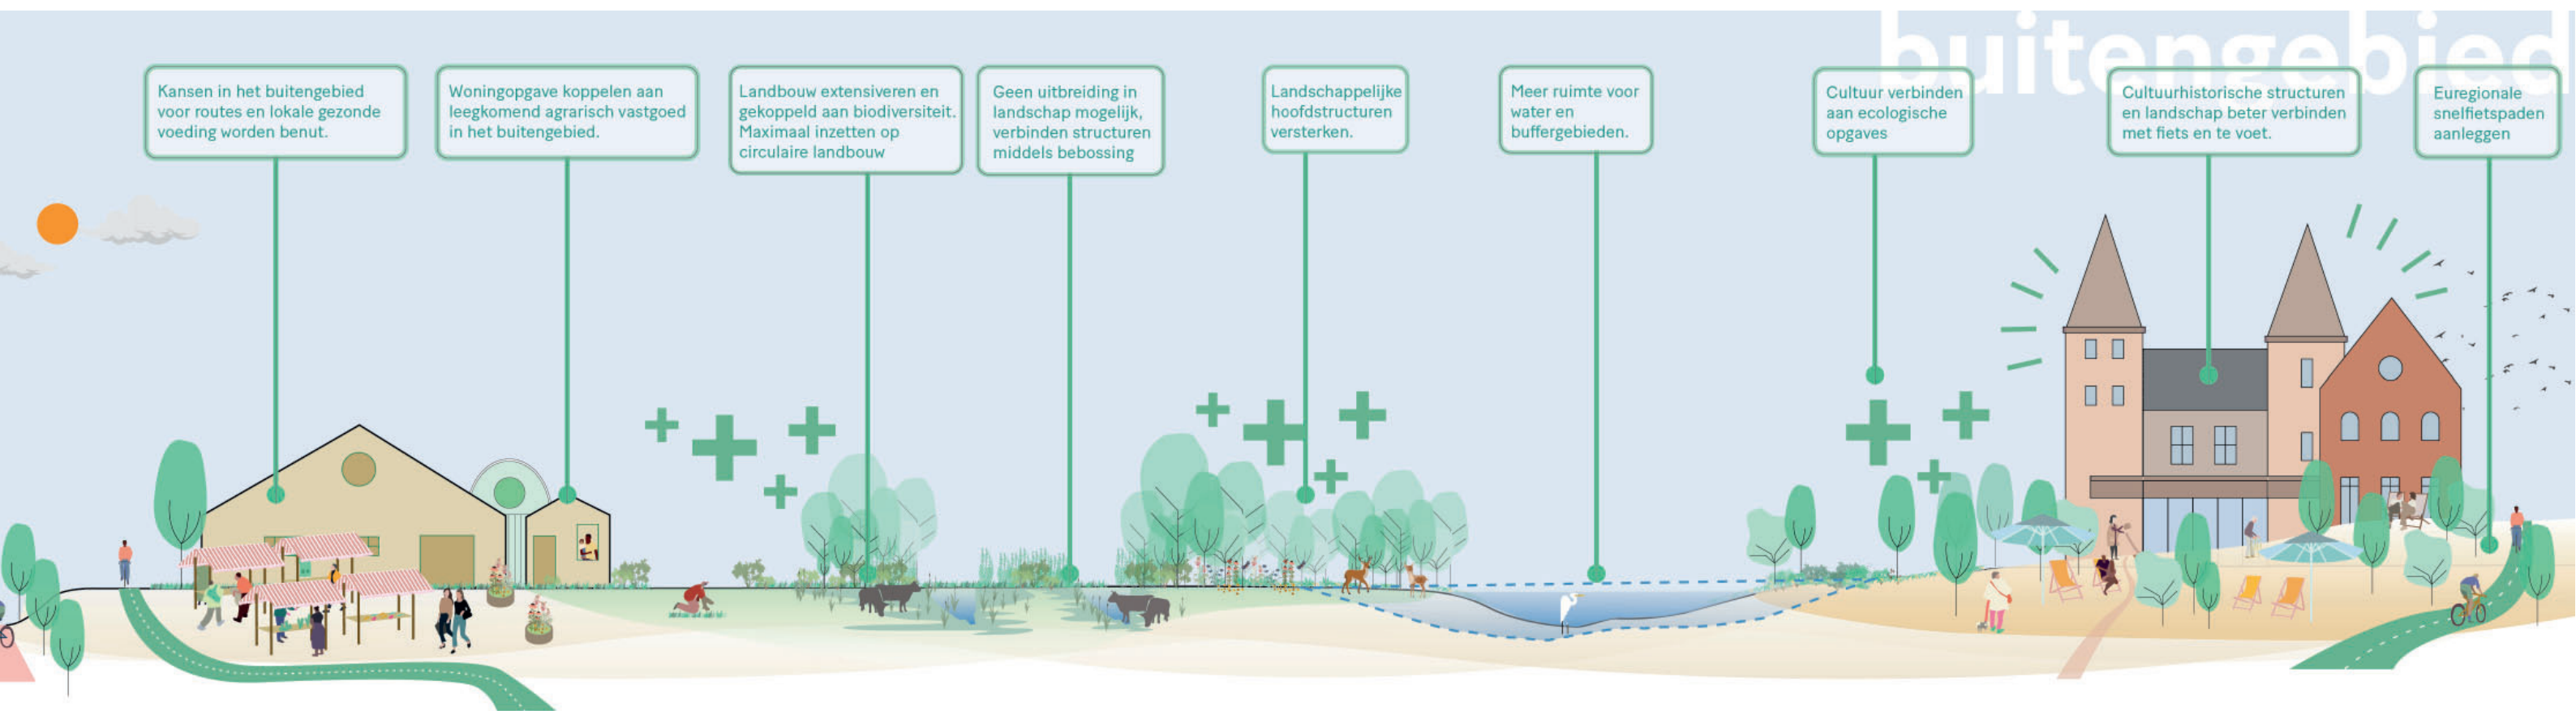 buitengebied
Kansen in het buitengebied
voor routes en lokale gezonde
voeding worden benut.
Woningopgave koppelen aan
leegkomend agrarisch vastgoed
in het buitengebied.
Landbouw extensiveren en
gekoppeld aan biodiversiteit.
Maximaal inzetten op
circulaire landbouw
Geen uitbreiding in
landschap mogelijk,
verbinden structuren
middels bebossing
Landschappelijke
hoofdstructuren
versterken.
Meer ruimte voor
water en
buffergebieden.
Cultuur verbinden
aan ecologische
opgaves
Cultuurhistorische structuren
en landschap beter verbinden
met fiets en te voet.
Euregionale
snelfietspaden
aanleggen